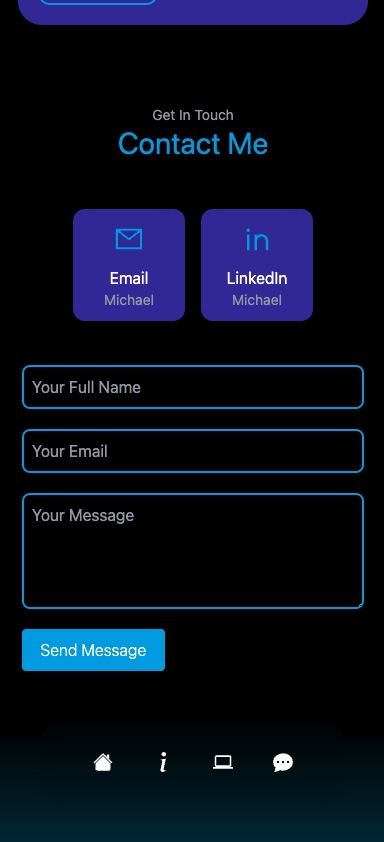 Get In Touch
Contact Me
in
Email
LinkedIn
Michael
Michael
Your Full Name
Your Email
Your Message
Send Message